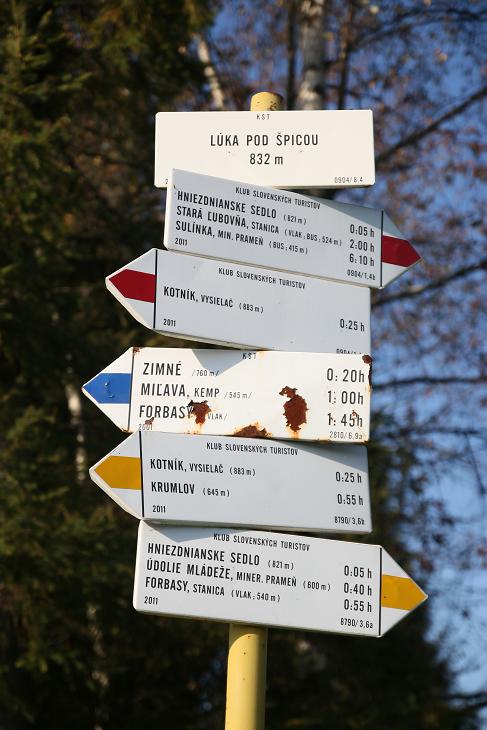 KST
LÚKA POD ŠPICOU
832 m
0904/6,4
KLUB SLOVENSKÝCH TURISTOV
HNIEZDNIANSKE SEDLO (821 m) 0:05 h
STARÁ ĽUBOVŇA, STANICA (VLAK; BUS; 524 m) 2:00 h
SULÍNKA, MIN. PRAMEŇ (BUS; 415 m) 6:10 h
2011 0904/1,4b
KLUB SLOVENSKÝCH TURISTOV
KOTNÍK, VYSIELAČ (883 m) 0:25 h
2011
KST
ZIMNÉ /760 m/ 0:20h
MIĽAVA, KEMP /545 m/ 1:00h
FORBASY /VLAK/ 1:45h
2001 2810/6,9a
KLUB SLOVENSKÝCH TURISTOV
KOTNÍK, VYSIELAČ (883 m) 0:25 h
KRUMLOV (645 m) 0:55 h
2011 8790/3,6b
KLUB SLOVENSKÝCH TURISTOV
HNIEZDNIANSKE SEDLO (821 m) 0:05 h
ÚDOLIE MLÁDEŽE, MINER. PRAMEŇ (600 m) 0:40 h
FORBASY, STANICA (VLAK; 540 m) 0:55 h
2011 8790/3,6a